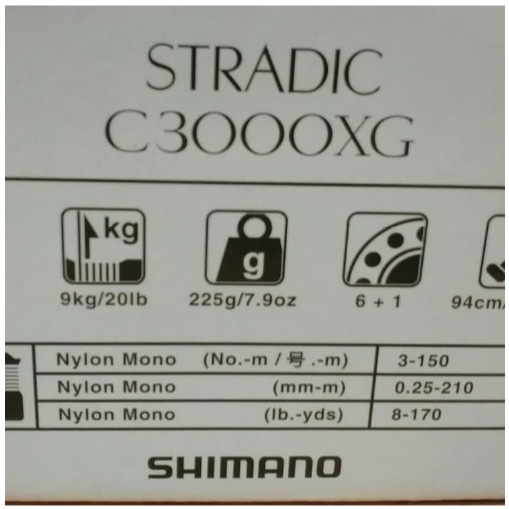 STRADIC
C3000XG
kg
g
9kg/20lb 225g/7.9oz 6 + 1 94cm/
Nylon Mono (No.-m / 号.-m) 3-150
Nylon Mono (mm-m) 0.25-210
Nylon Mono (lb.-yds) 8-170
SHIMANO